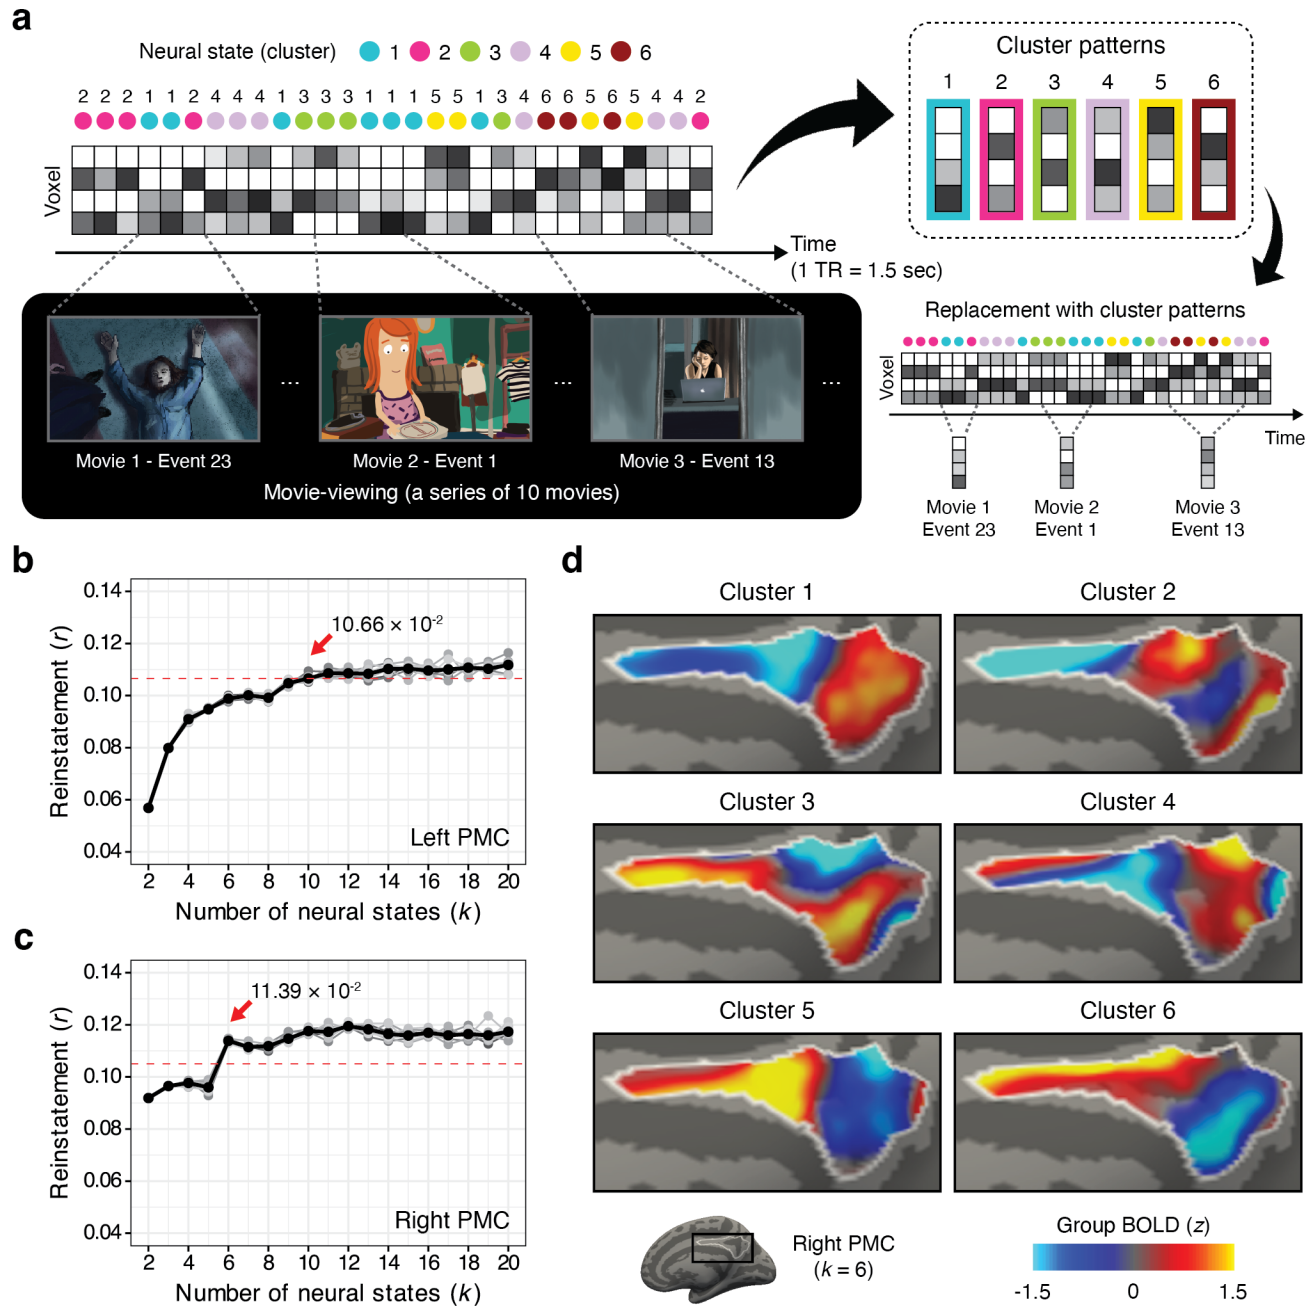 a
Neural state (cluster) 1 2 3 4 5 6
2 2 2 1 1 2 4 4 4 1 3 3 3 1 1 1 5 5 1 3 4 6 6 5 6 5 4 4 2
Voxel
Time
(1 TR = 1.5 sec)
Movie 1 - Event 23
...
Movie 2 - Event 1
...
Movie 3 - Event 13
...
Movie-viewing (a series of 10 movies)
Cluster patterns
1 2 3 4 5 6
Replacement with cluster patterns
Voxel
Time
Movie 1
Event 23
Movie 2
Event 1
Movie 3
Event 13
b
0.14
0.12
0.10
0.08
0.06
0.04
Reinstatement (r)
10.66 × 10-2
Left PMC
2 4 6 8 10 12 14 16 18 20
Number of neural states (k)
c
0.14
0.12
0.10
0.08
0.06
0.04
Reinstatement (r)
11.39 × 10-2
Right PMC
2 4 6 8 10 12 14 16 18 20
Number of neural states (k)
d
Cluster 1
Cluster 2
Cluster 3
Cluster 4
Cluster 5
Cluster 6
Right PMC
(k = 6)
Group BOLD (z)
-1.5 0 1.5